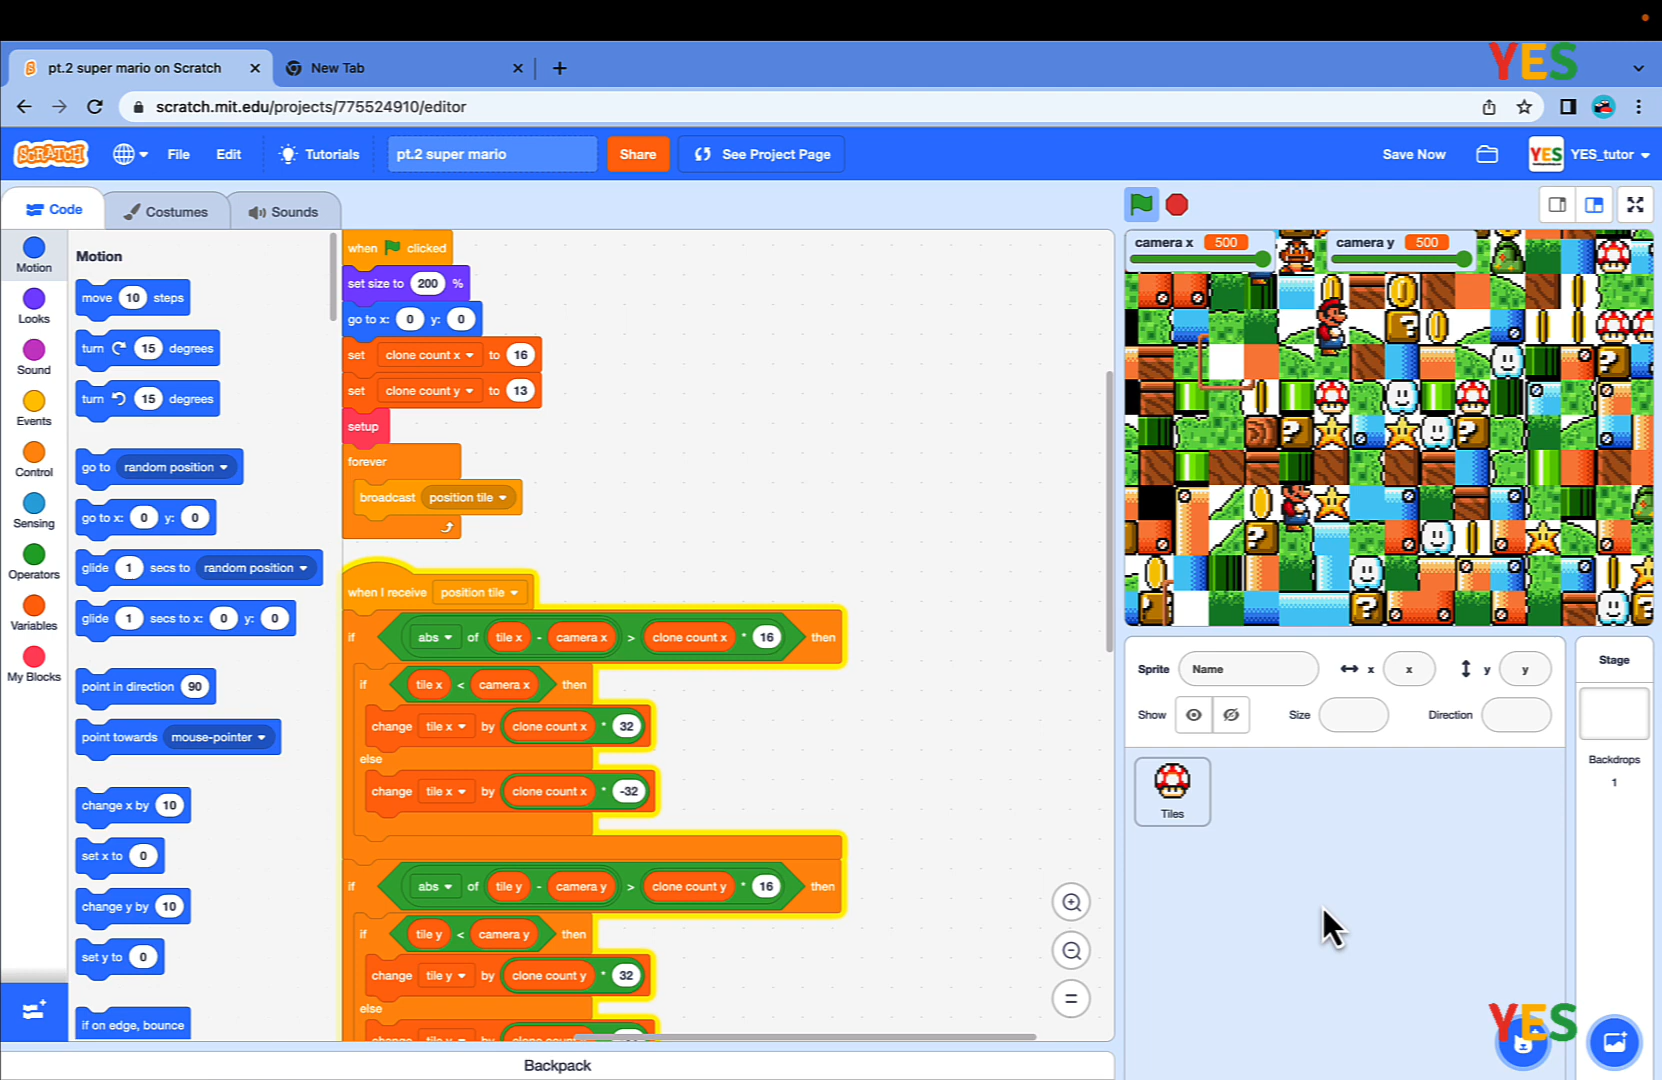 YES
pt.2 super mario on Scratch
New Tab
scratch.mit.edu/projects/775524910/editor
SCRATCH
File
Edit
Tutorials
pt.2 super mario
Share
See Project Page
Save Now
YES
YES_tutor
Code
Costumes
Sounds
Motion
Looks
Sound
Events
Control
Sensing
Operators
Variables
My Blocks
Motion
move 10 steps
turn 15 degrees
turn 15 degrees
go to random position
go to x: 0 y: 0
glide 1 secs to random position
glide 1 secs to x: 0 y: 0
point in direction 90
point towards mouse-pointer
change x by 10
set x to 0
change y by 10
set y to 0
if on edge, bounce
when clicked
set size to 200 %
go to x: 0 y: 0
set clone count x to 16
set clone count y to 13
setup
forever
broadcast position tile
when I receive position tile
if abs of tile x - camera x > clone count x * 16 then
if tile x < camera x then
change tile x by clone count x * 32
else
change tile x by clone count x * -32
if abs of tile y - camera y > clone count y * 16 then
if tile y < camera y then
change tile y by clone count y * 32
else
change tile y by clone count y
Backpack
camera x 500
camera y 500
Sprite Name x x y y
Show Size Direction
Tiles
Stage
Backdrops
1
YES